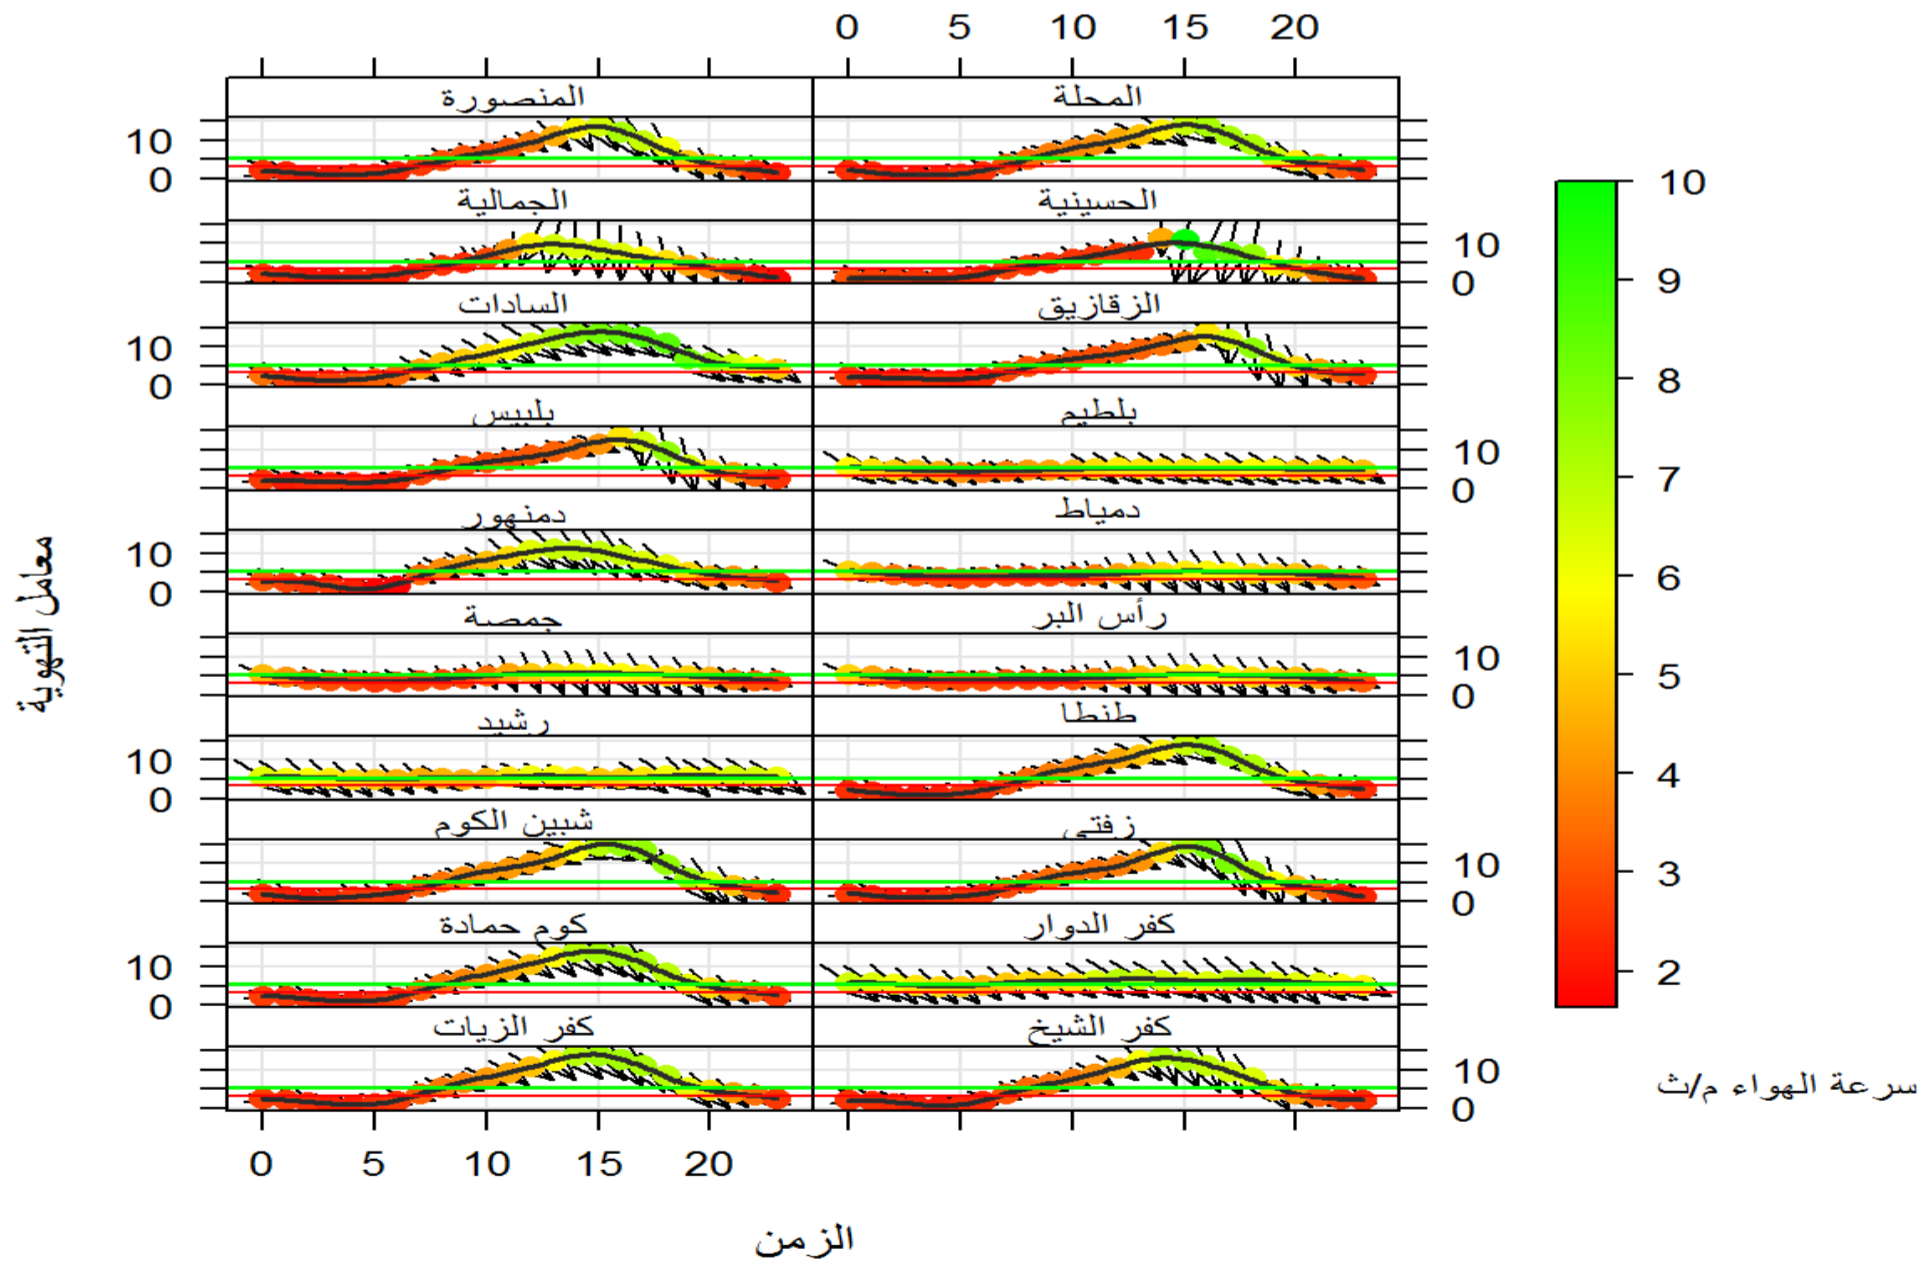 0 5 10 15 20
المنصورة
المحلة
10
0
الجمالية
الحسينية
10
0
السادات
الزقازيق
10
0
بلبيس
بلطيم
10
0
دمنهور
دمياط
10
0
جمصة
رأس البر
10
0
رشيد
طنطا
10
0
شبين الكوم
زفتى
10
0
كوم حمادة
كفر الدوار
10
0
كفر الزيات
كفر الشيخ
10
0
0 5 10 15 20
الزمن
معامل التهوية
10
9
8
7
6
5
4
3
2
سرعة الهواء م/ث